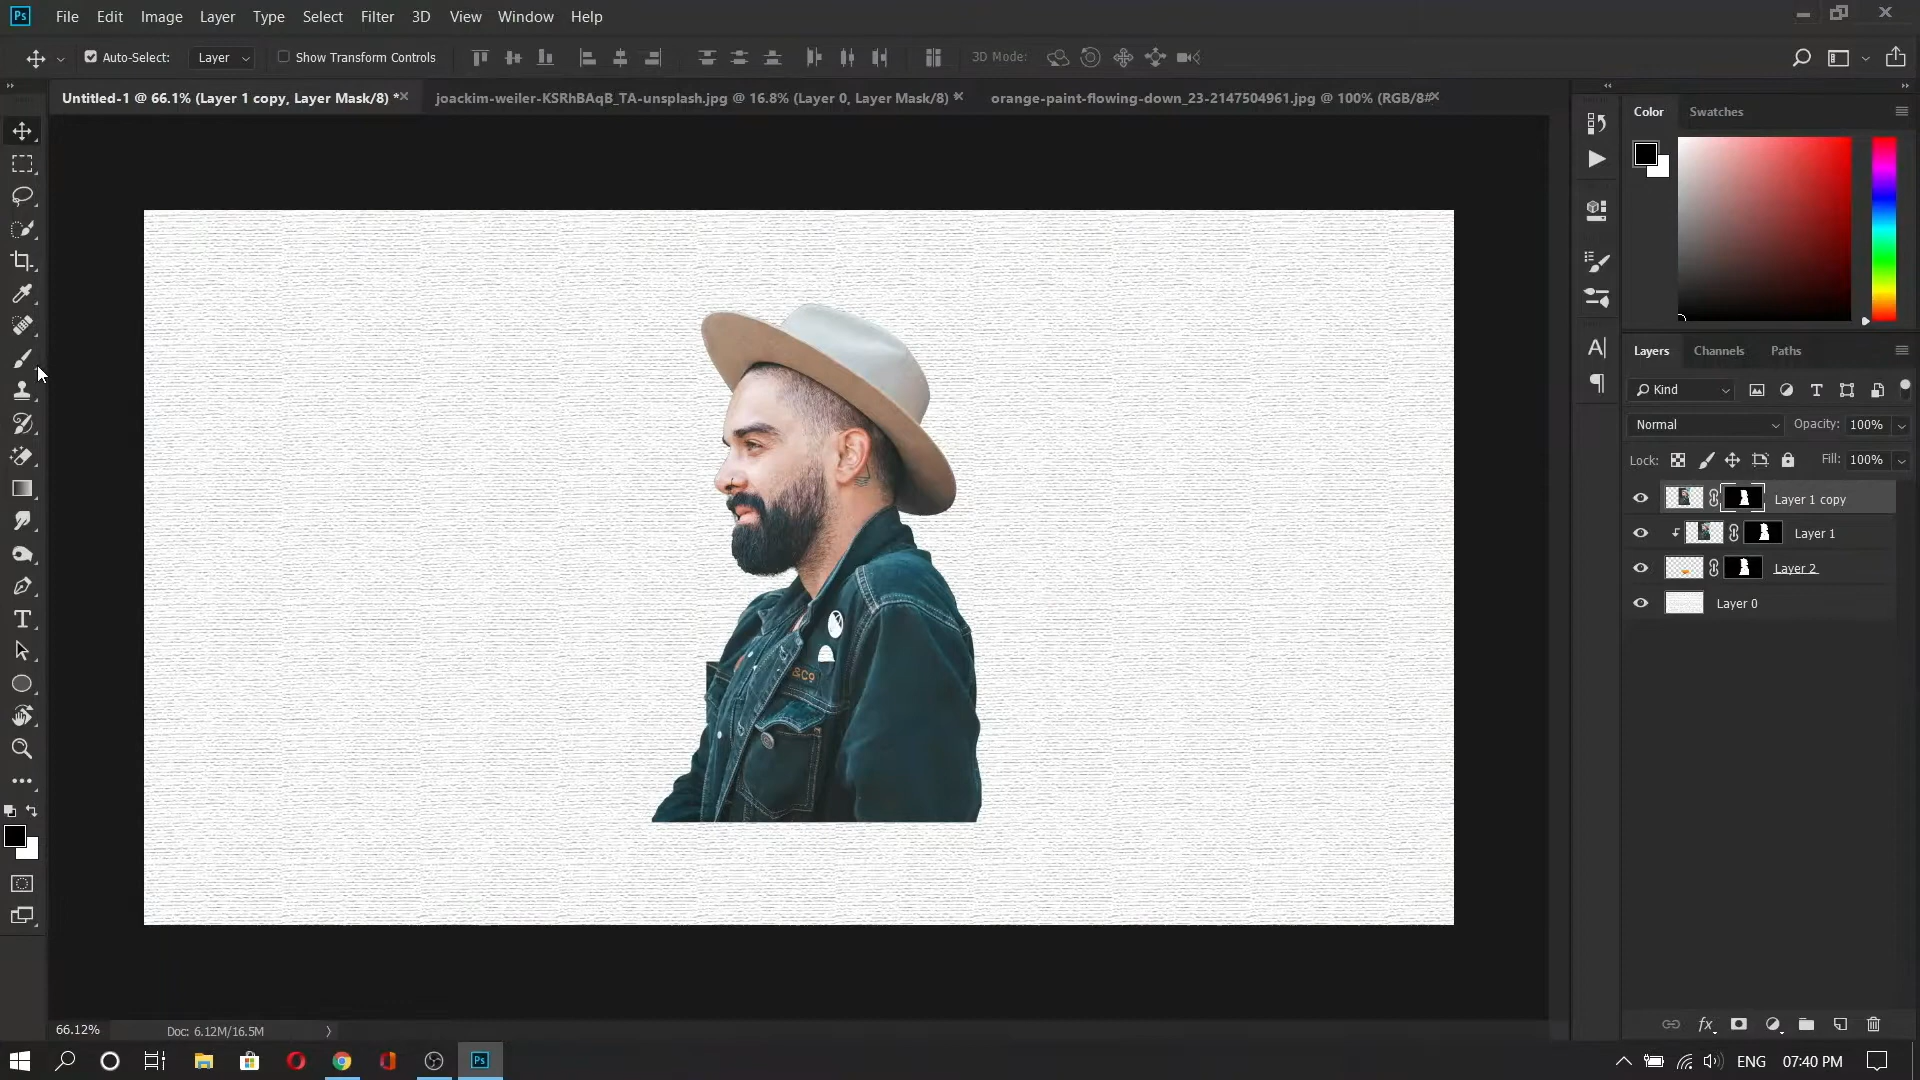 Ps File Edit Image Layer Type Select Filter 3D View Window Help
Auto-Select: Layer Show Transform Controls 3D Mode:
Untitled-1 @ 66.1% (Layer 1 copy, Layer Mask/8) * joackim-weiler-KSRhBAqB_TA-unsplash.jpg @ 16.8% (Layer 0, Layer Mask/8) * orange-paint-flowing-down_23-2147504961.jpg @ 100% (RGB/8#
Color Swatches
Layers Channels Paths
Kind
Normal Opacity: 100%
Lock: Fill: 100%
Layer 1 copy
Layer 1
Layer 2
Layer 0
&Co
66.12% Doc: 6.12M/16.5M
fx
Ps ENG 07:40 PM